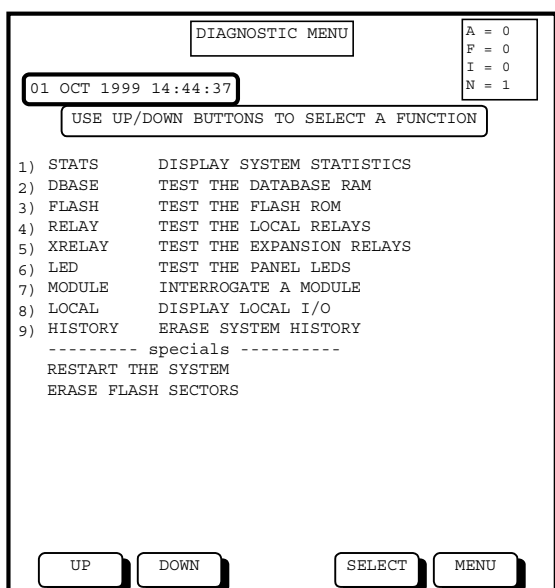 DIAGNOSTIC MENU
A = 0
F = 0
I = 0
N = 1
01 OCT 1999 14:44:37
USE UP/DOWN BUTTONS TO SELECT A FUNCTION
1) STATS DISPLAY SYSTEM STATISTICS
2) DBASE TEST THE DATABASE RAM
3) FLASH TEST THE FLASH ROM
4) RELAY TEST THE LOCAL RELAYS
5) XRELAY TEST THE EXPANSION RELAYS
6) LED TEST THE PANEL LEDS
7) MODULE INTERROGATE A MODULE
8) LOCAL DISPLAY LOCAL I/O
9) HISTORY ERASE SYSTEM HISTORY
--------- specials ----------
RESTART THE SYSTEM
ERASE FLASH SECTORS
UP DOWN SELECT MENU